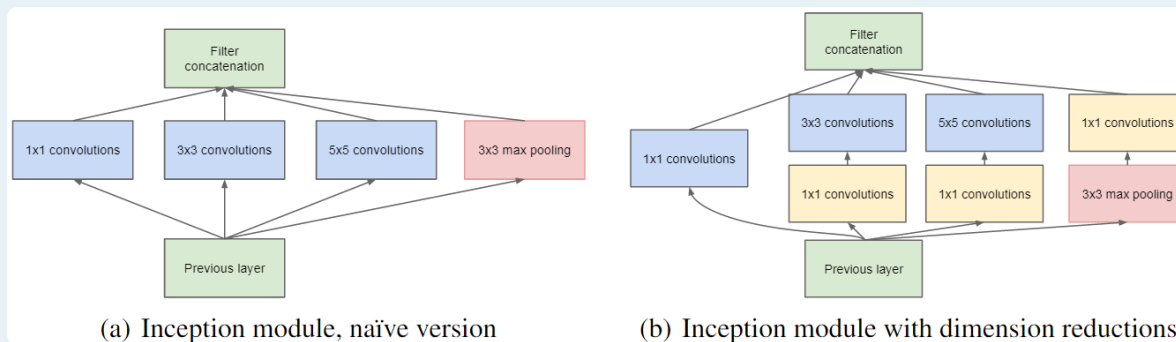 Filter
concatenation
1x1 convolutions
3x3 convolutions
5x5 convolutions
3x3 max pooling
Previous layer
(a) Inception module, naïve version
Filter
concatenation
3x3 convolutions
5x5 convolutions
1x1 convolutions
1x1 convolutions
1x1 convolutions
1x1 convolutions
3x3 max pooling
Previous layer
(b) Inception module with dimension reductions